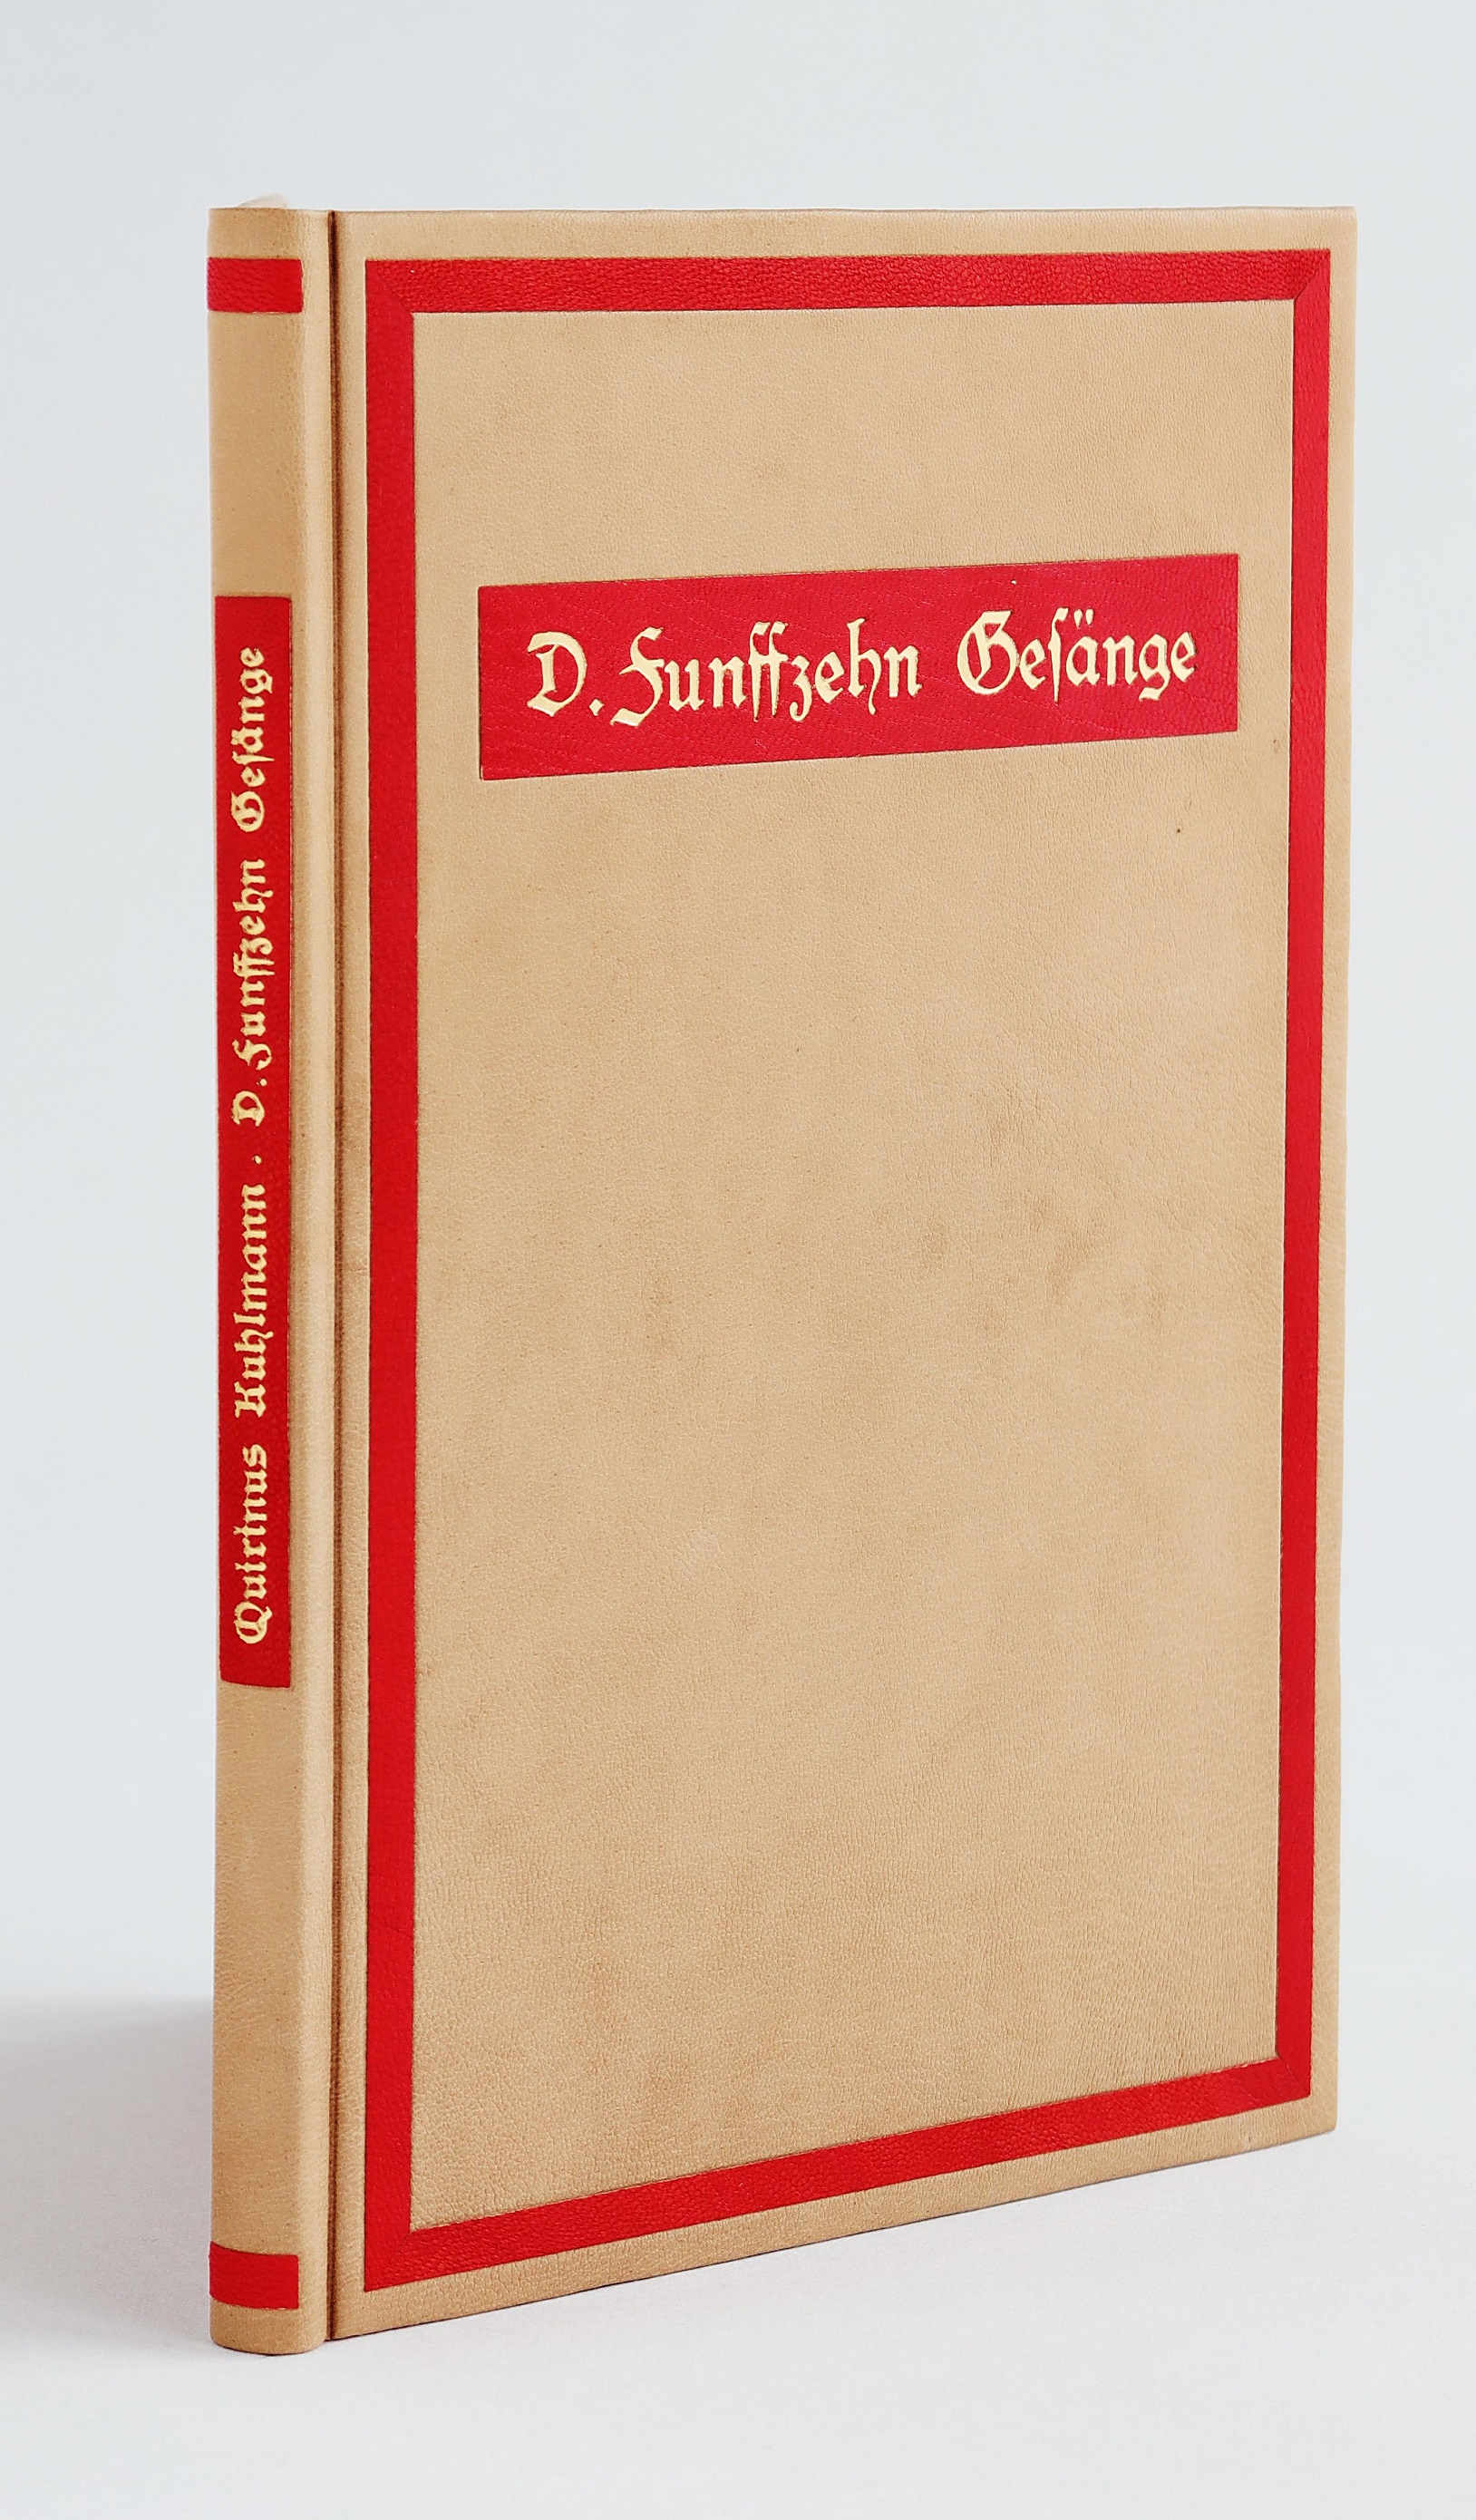 D. Funffzehn Geſänge
Quirinus Kuhlmann . D. Funffzehn Geſänge